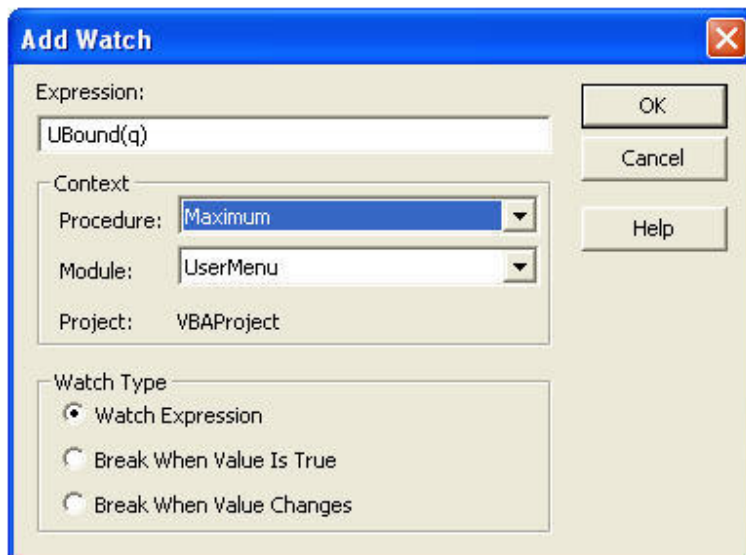 Add Watch
Expression:
UBound(q)
OK
Cancel
Help
Context
Procedure: Maximum
Module: UserMenu
Project: VBAProject
Watch Type
Watch Expression
Break When Value Is True
Break When Value Changes